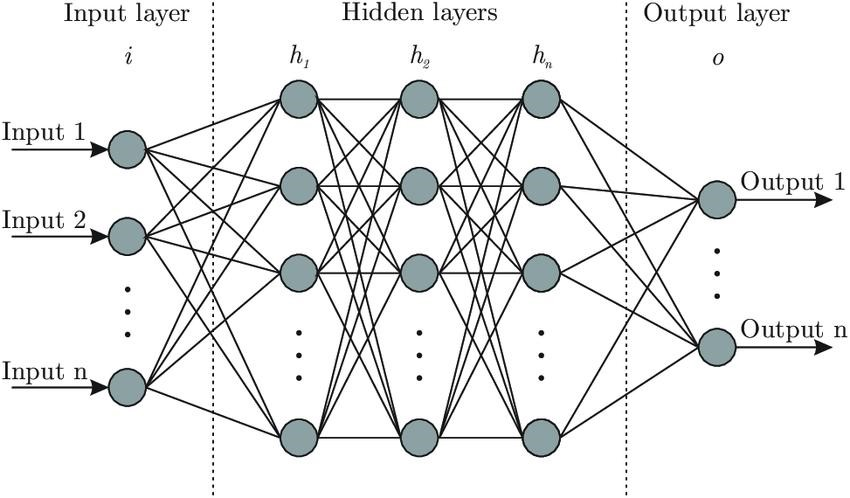 Input layer
Hidden layers
Output layer
i
h₁
h₂
hₙ
o
Input 1
Input 2
Input n
Output 1
Output n